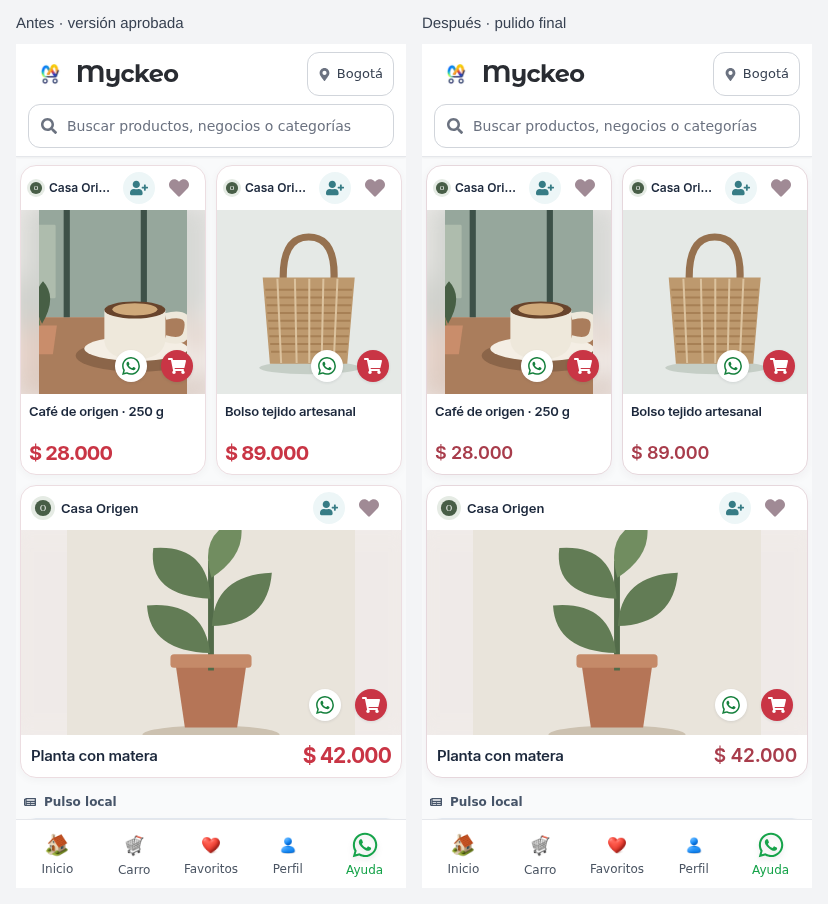 Antes · versión aprobada
Myckeo
Bogotá
Buscar productos, negocios o categorías
Casa Ori...
Casa Ori...
Café de origen · 250 g
Bolso tejido artesanal
$ 28.000
$ 89.000
Casa Origen
Planta con matera
$ 42.000
Pulso local
Inicio
Carro
Favoritos
Perfil
Ayuda
Después · pulido final
Myckeo
Bogotá
Buscar productos, negocios o categorías
Casa Ori...
Casa Ori...
Café de origen · 250 g
Bolso tejido artesanal
$ 28.000
$ 89.000
Casa Origen
Planta con matera
$ 42.000
Pulso local
Inicio
Carro
Favoritos
Perfil
Ayuda